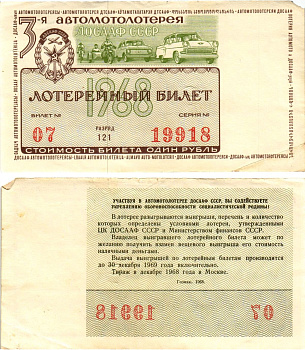 3-я АВТОМОТОЛОТЕРЕЯ
ДОСААФ СССР
1968
ЛОТЕРЕЙНЫЙ БИЛЕТ
БИЛЕТ № РАЗРЯД СЕРИЯ №
07 121 19918
СТОИМОСТЬ БИЛЕТА ОДИН РУБЛЬ
УЧАСТВУЯ В АВТОМОТОЛОТЕРЕЕ ДОСААФ СССР, ВЫ СОДЕЙСТВУЕТЕ
УКРЕПЛЕНИЮ ОБОРОНОСПОСОБНОСТИ СОЦИАЛИСТИЧЕСКОЙ РОДИНЫ!
В лотерее разыгрываются выигрыши, перечень и количество
которых определены условиями лотереи, утвержденными
ЦК ДОСААФ СССР и Министерством финансов СССР.
Владелец выигравшего лотерейного билета может по
желанию получить взамен вещевого выигрыша его стоимость
наличными деньгами.
Выдача выигрышей по лотерейным билетам производится
до 30 декабря 1969 года включительно.
Тираж в декабре 1968 года в Москве.
Гознак. 1968.
19918 07